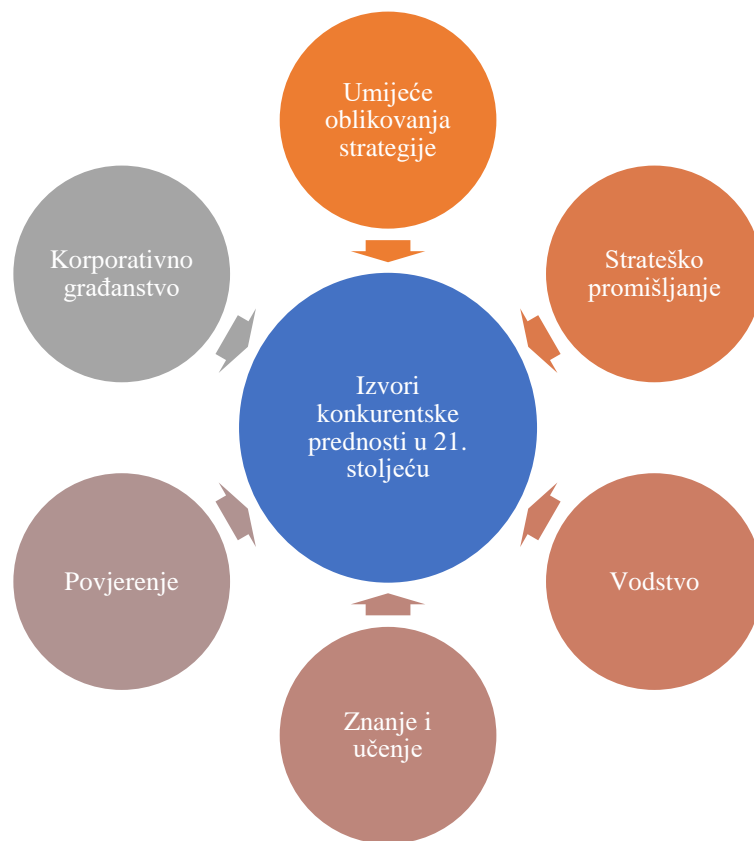 Umijeće
oblikovanja
strategije
Strateško
promišljanje
Vodstvo
Znanje i
učenje
Povjerenje
Korporativno
građanstvo
Izvori
konkurentske
prednosti u 21.
stoljeću